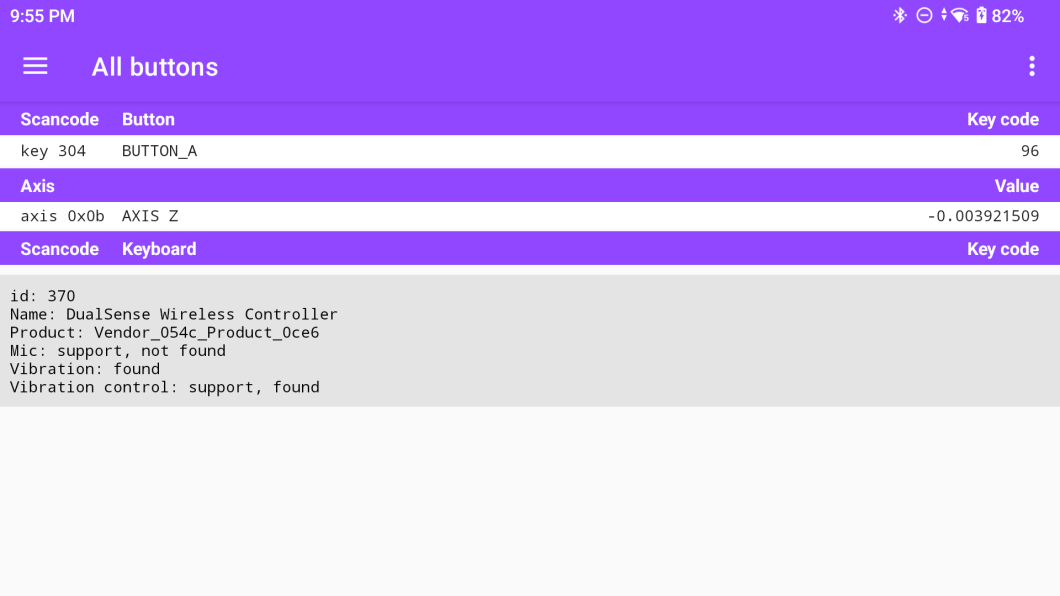 9:55 PM 82%
All buttons
Scancode Button Key code
key 304 BUTTON_A 96
Axis Value
axis 0x0b AXIS Z -0.003921509
Scancode Keyboard Key code
id: 370
Name: DualSense Wireless Controller
Product: Vendor_054c_Product_0ce6
Mic: support, not found
Vibration: found
Vibration control: support, found